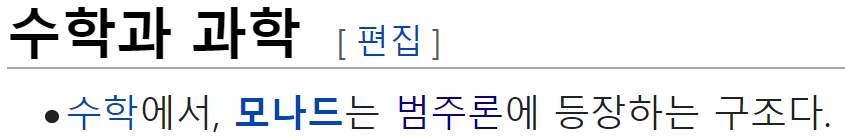 수학과 과학 [ 편집 ]
● 수학에서, 모나드는 범주론에 등장하는 구조다.